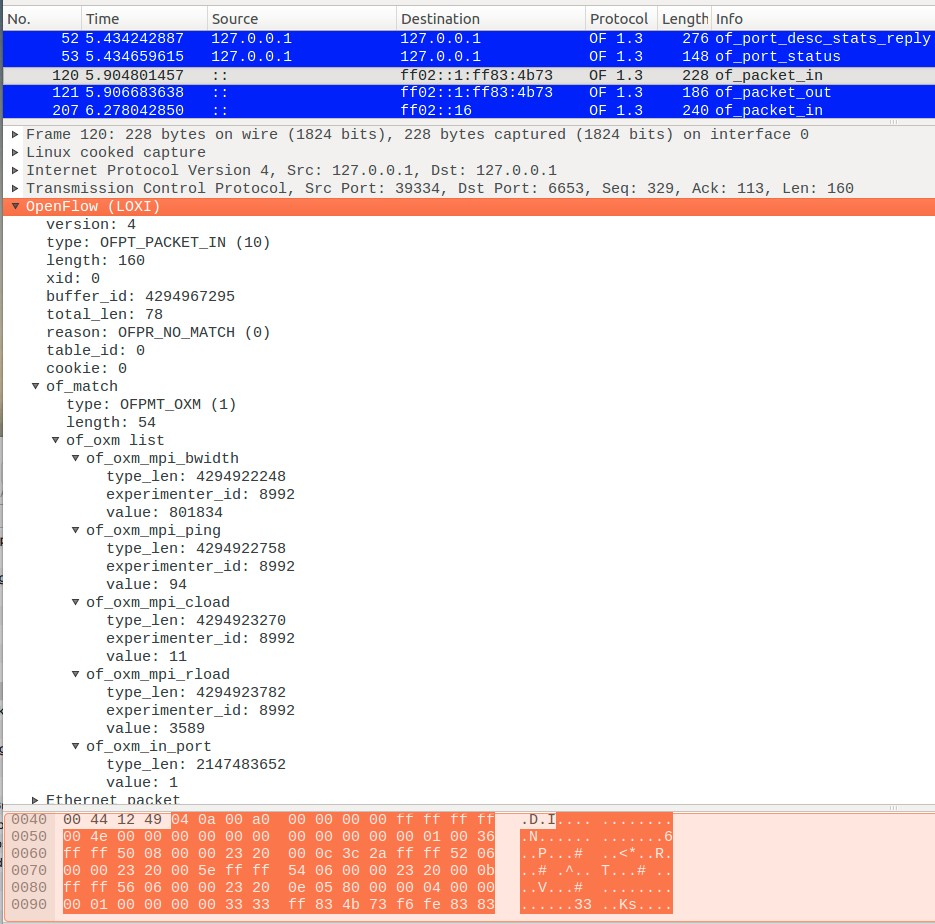 No. Time Source Destination Protocol Length Info
52 5.434242887 127.0.0.1 127.0.0.1 OF 1.3 276 of_port_desc_stats_reply
53 5.434659615 127.0.0.1 127.0.0.1 OF 1.3 148 of_port_status
120 5.904801457 :: ff02::1:ff83:4b73 OF 1.3 228 of_packet_in
121 5.906683638 :: ff02::1:ff83:4b73 OF 1.3 186 of_packet_out
207 6.278042850 :: ff02::16 OF 1.3 240 of_packet_in
Frame 120: 228 bytes on wire (1824 bits), 228 bytes captured (1824 bits) on interface 0
Linux cooked capture
Internet Protocol Version 4, Src: 127.0.0.1, Dst: 127.0.0.1
Transmission Control Protocol, Src Port: 39334, Dst Port: 6653, Seq: 329, Ack: 113, Len: 160
OpenFlow (LOXI)
version: 4
type: OFPT_PACKET_IN (10)
length: 160
xid: 0
buffer_id: 4294967295
total_len: 78
reason: OFPR_NO_MATCH (0)
table_id: 0
cookie: 0
of_match
type: OFPMT_OXM (1)
length: 54
of_oxm list
of_oxm_mpi_bwidth
type_len: 4294922248
experimenter_id: 8992
value: 801834
of_oxm_mpi_ping
type_len: 4294922758
experimenter_id: 8992
value: 94
of_oxm_mpi_cload
type_len: 4294923270
experimenter_id: 8992
value: 11
of_oxm_mpi_rload
type_len: 4294923782
experimenter_id: 8992
value: 3589
of_oxm_in_port
type_len: 2147483652
value: 1
Ethernet packet
0040 00 44 12 49 04 0a 00 a0 00 00 00 00 ff ff ff ff .D.I.... ........
0050 00 4e 00 00 00 00 00 00 00 00 00 00 00 01 00 36 .N...... .......6
0060 ff ff 50 08 00 00 23 20 00 0c 3c 2a ff ff 52 06 ..P...# ..<*..R.
0070 00 00 23 20 00 5e ff ff 54 06 00 00 23 20 00 0b ..# .^.. T...# ..
0080 ff ff 56 06 00 00 23 20 0e 05 80 00 00 04 00 00 ..V...# ........
0090 00 01 00 00 00 00 33 33 ff 83 4b 73 f6 fe 83 83 ......33 ..Ks....